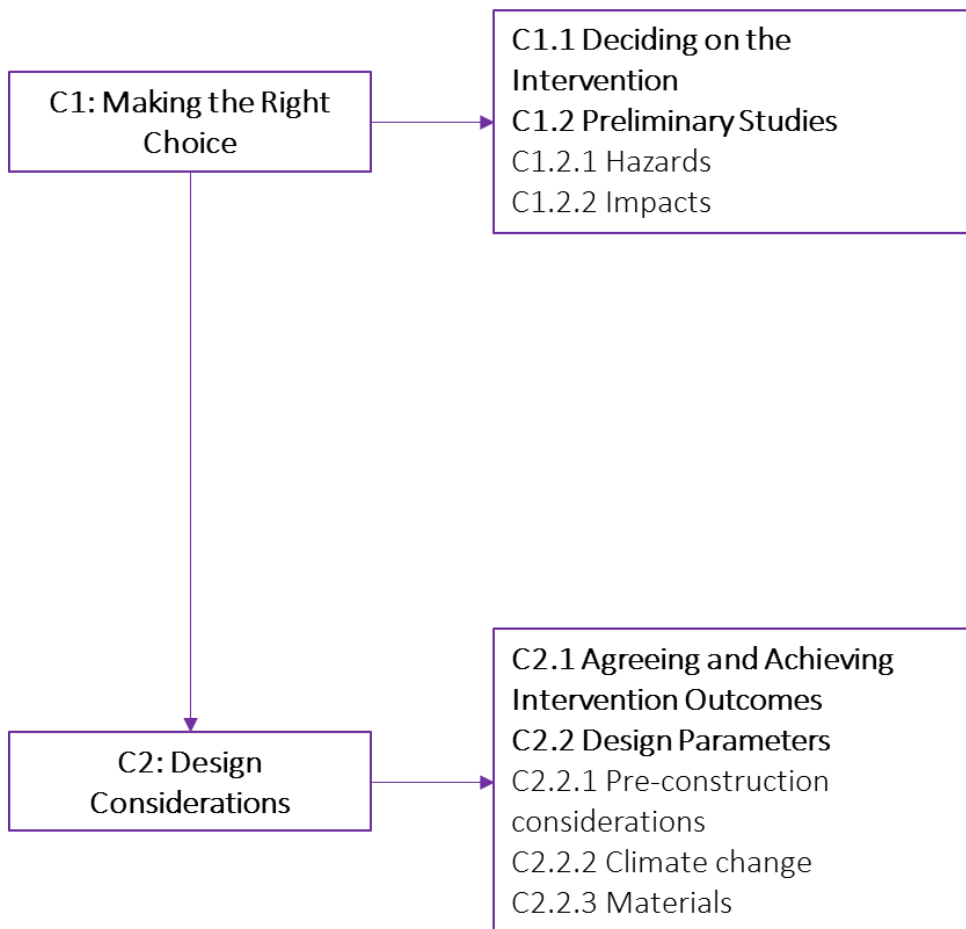 C1: Making the Right
Choice
C1.1 Deciding on the
Intervention
C1.2 Preliminary Studies
C1.2.1 Hazards
C1.2.2 Impacts
C2: Design
Considerations
C2.1 Agreeing and Achieving
Intervention Outcomes
C2.2 Design Parameters
C2.2.1 Pre-construction
considerations
C2.2.2 Climate change
C2.2.3 Materials